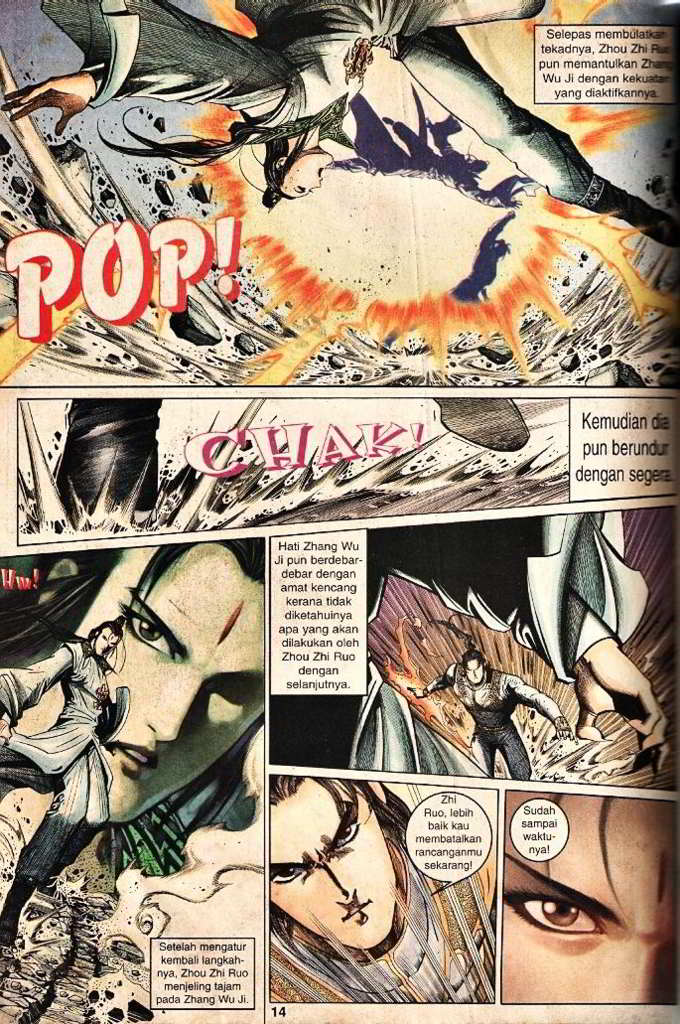 Selepas membulatkan
tekadnya, Zhou Zhi Ruo
pun memantulkan Zhang
Wu Ji dengan kekuatan
yang diaktifkannya.
POP!
CHAK!
Kemudian dia
pun berundur
dengan segera.
HW!
Hati Zhang Wu
Ji pun berdebar-
debar dengan
amat kencang
kerana tidak
diketahuinya
apa yang akan
dilakukan oleh
Zhou Zhi Ruo
dengan
selanjutnya.
Setelah mengatur
kembali langkah-
nya, Zhou Zhi Ruo
menjeling tajam
pada Zhang Wu Ji.
Zhi
Ruo, lebih
baik kau
membatalkan
rancanganmu
sekarang!
Sudah
sampai
waktu-
nya!
14